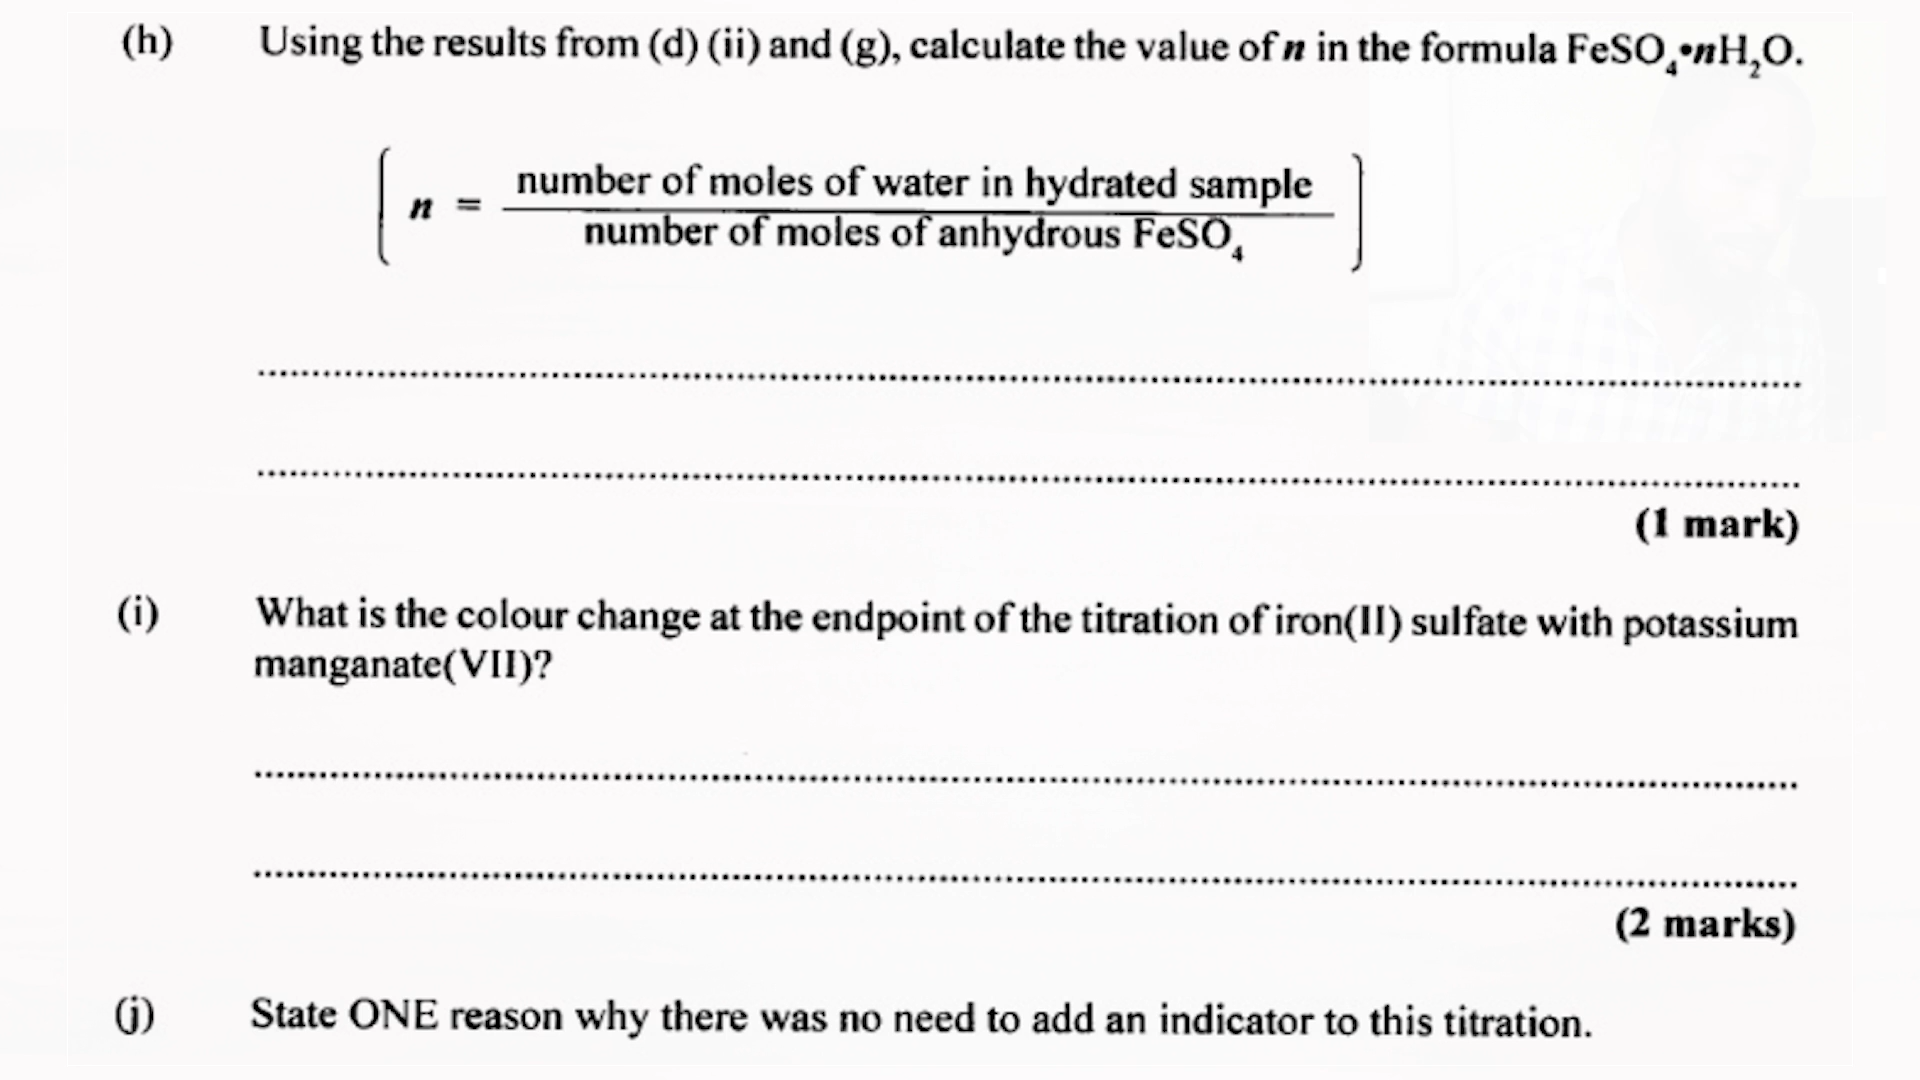 (h) Using the results from (d) (ii) and (g), calculate the value of n in the formula FeSO₄•nH₂O.
n = number of moles of water in hydrated sample
number of moles of anhydrous FeSO₄
(1 mark)
(i) What is the colour change at the endpoint of the titration of iron(II) sulfate with potassium
manganate(VII)?
(2 marks)
(j) State ONE reason why there was no need to add an indicator to this titration.